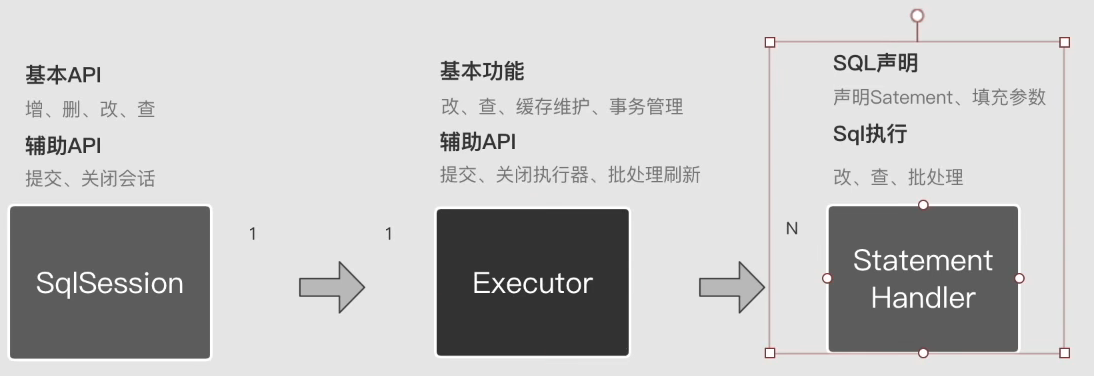 基本API
增、删、改、查
辅助API
提交、关闭会话
SqlSession
1
1
基本功能
改、查、缓存维护、事务管理
辅助API
提交、关闭执行器、批处理刷新
Executor
N
SQL声明
声明Satement、填充参数
Sql执行
改、查、批处理
Statement
Handler